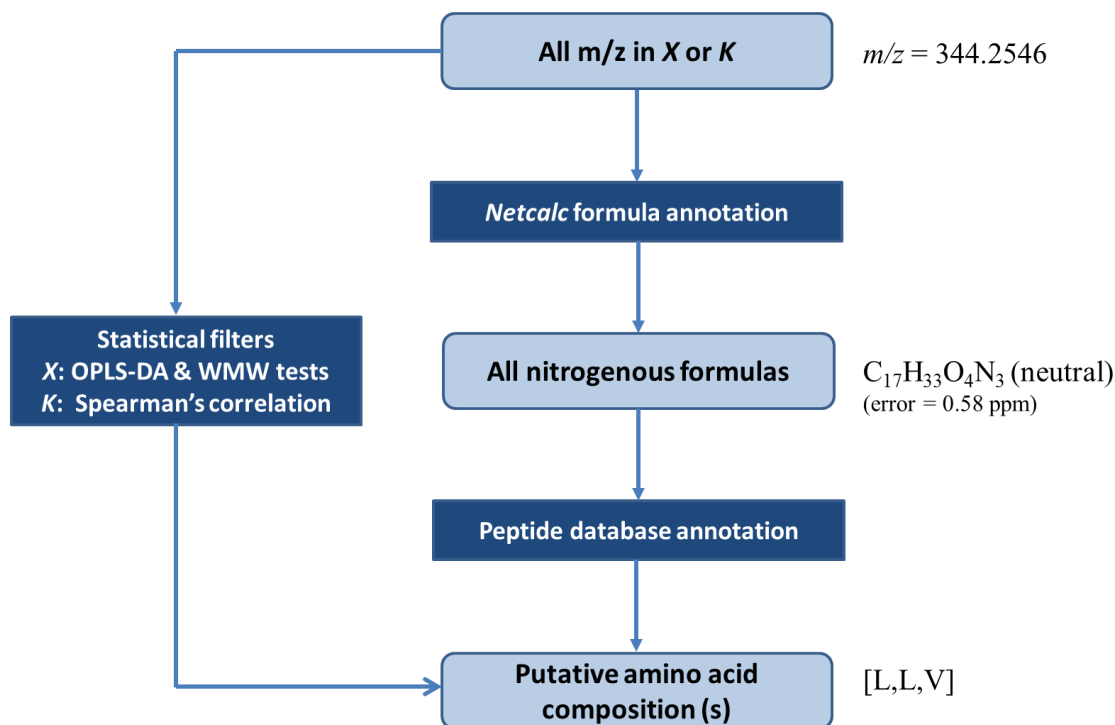 All m/z in X or K
m/z = 344.2546
Netcalc formula annotation
Statistical filters
X: OPLS-DA & WMW tests
K: Spearman's correlation
All nitrogenous formulas
C₁₇H₃₃O₄N₃ (neutral)
(error = 0.58 ppm)
Peptide database annotation
Putative amino acid
composition (s)
[L,L,V]